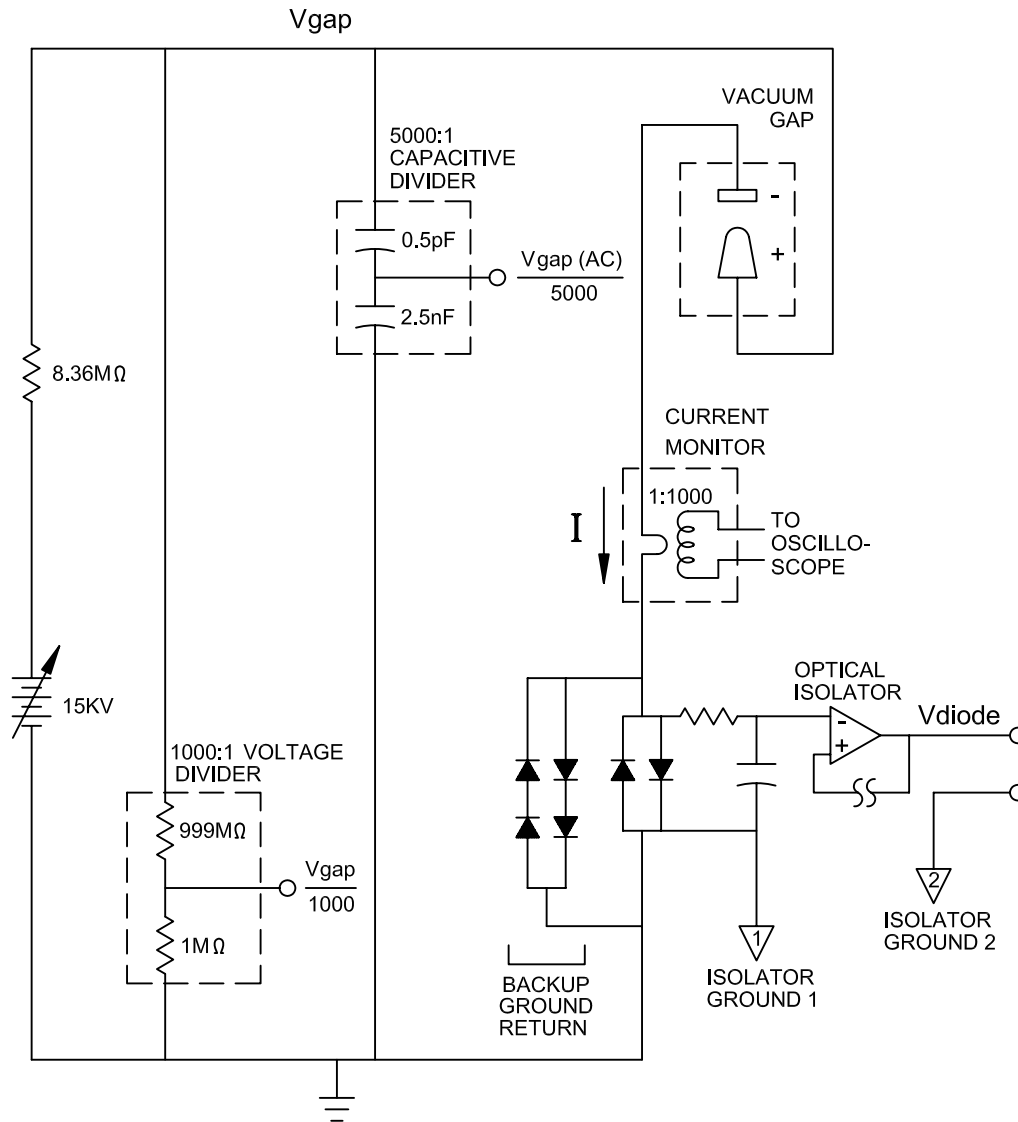 Vgap
VACUUM
GAP
5000:1
CAPACITIVE
DIVIDER
0.5pF
2.5nF
Vgap (AC)
5000
-
+
8.36MΩ
CURRENT
MONITOR
1:1000
I
TO
OSCILLO-
SCOPE
15KV
OPTICAL
ISOLATOR
-
+
Vdiode
1000:1 VOLTAGE
DIVIDER
999MΩ
Vgap
1000
1MΩ
2
ISOLATOR
GROUND 2
1
ISOLATOR
GROUND 1
BACKUP
GROUND
RETURN